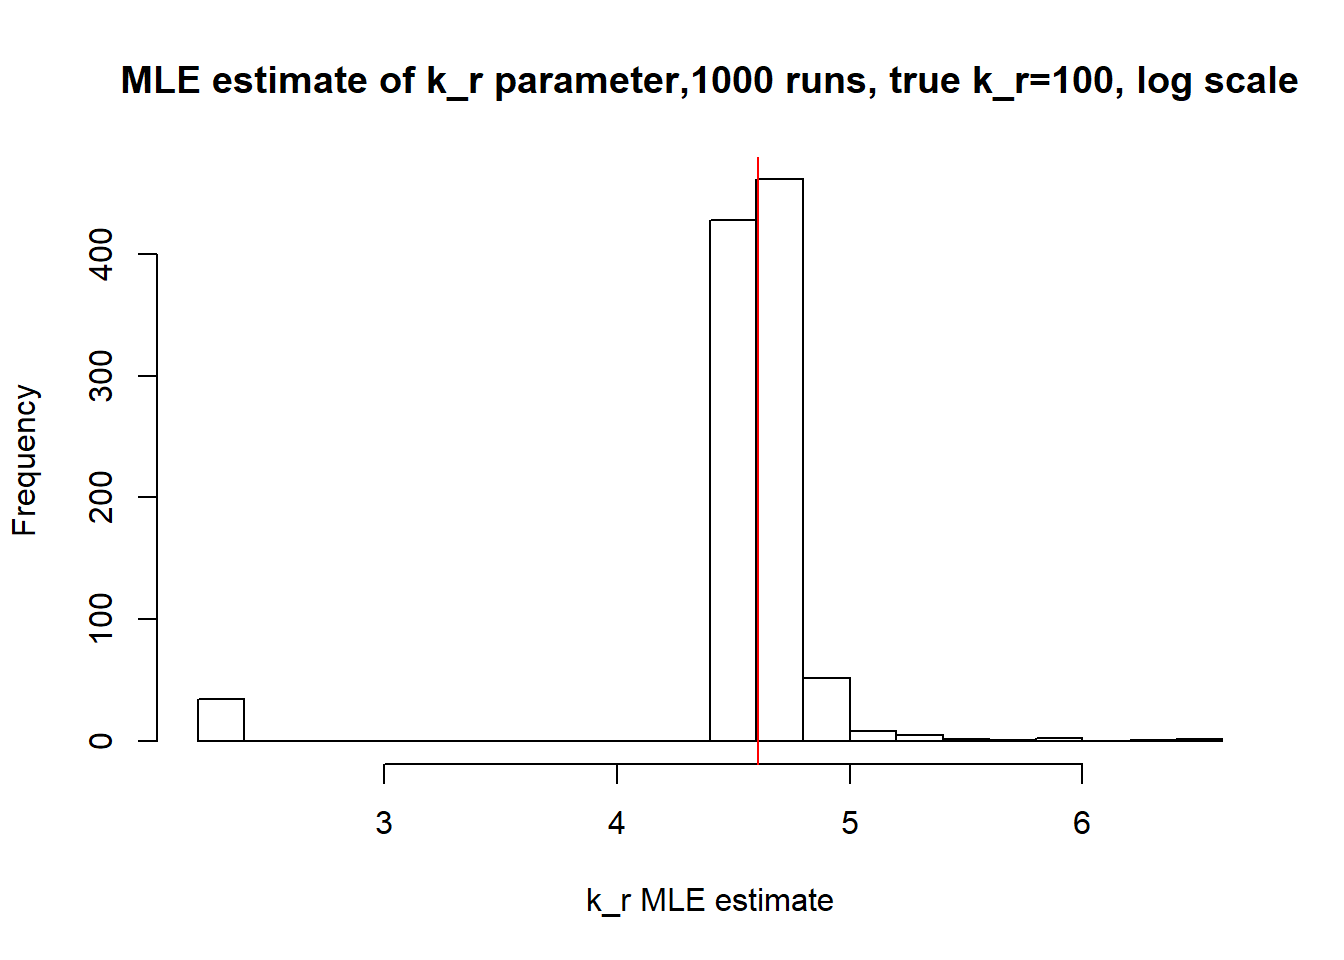 MLE estimate of k_r parameter,1000 runs, true k_r=100, log scale
Frequency
400
300
200
100
0
3 4 5 6
k_r MLE estimate